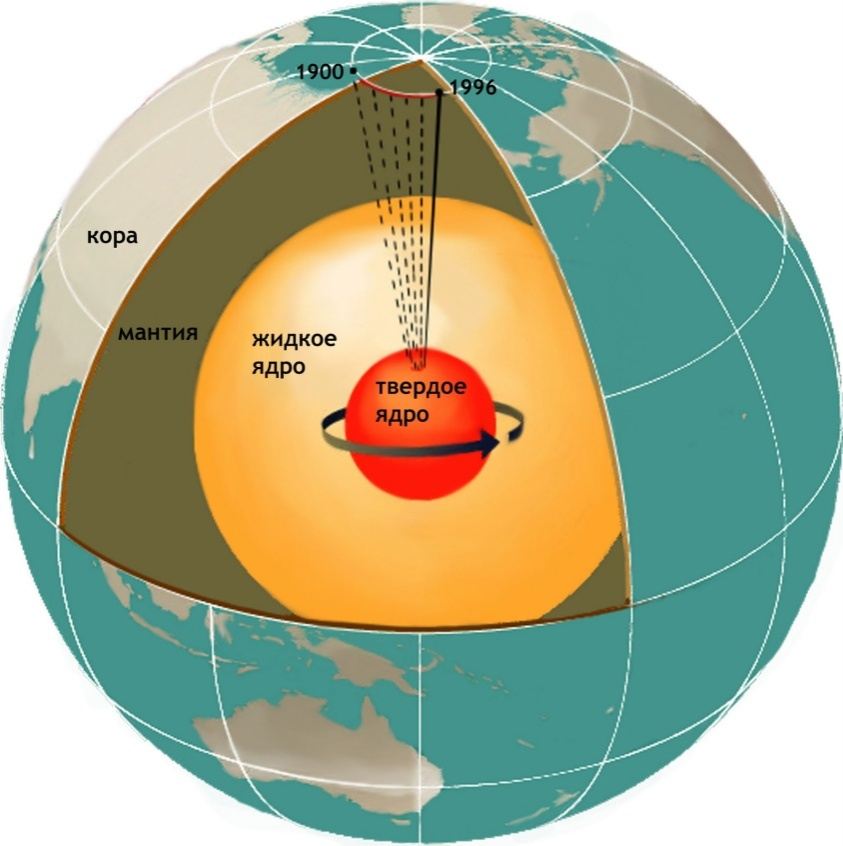 1900
1996
кора
мантия
жидкое
ядро
твердое
ядро